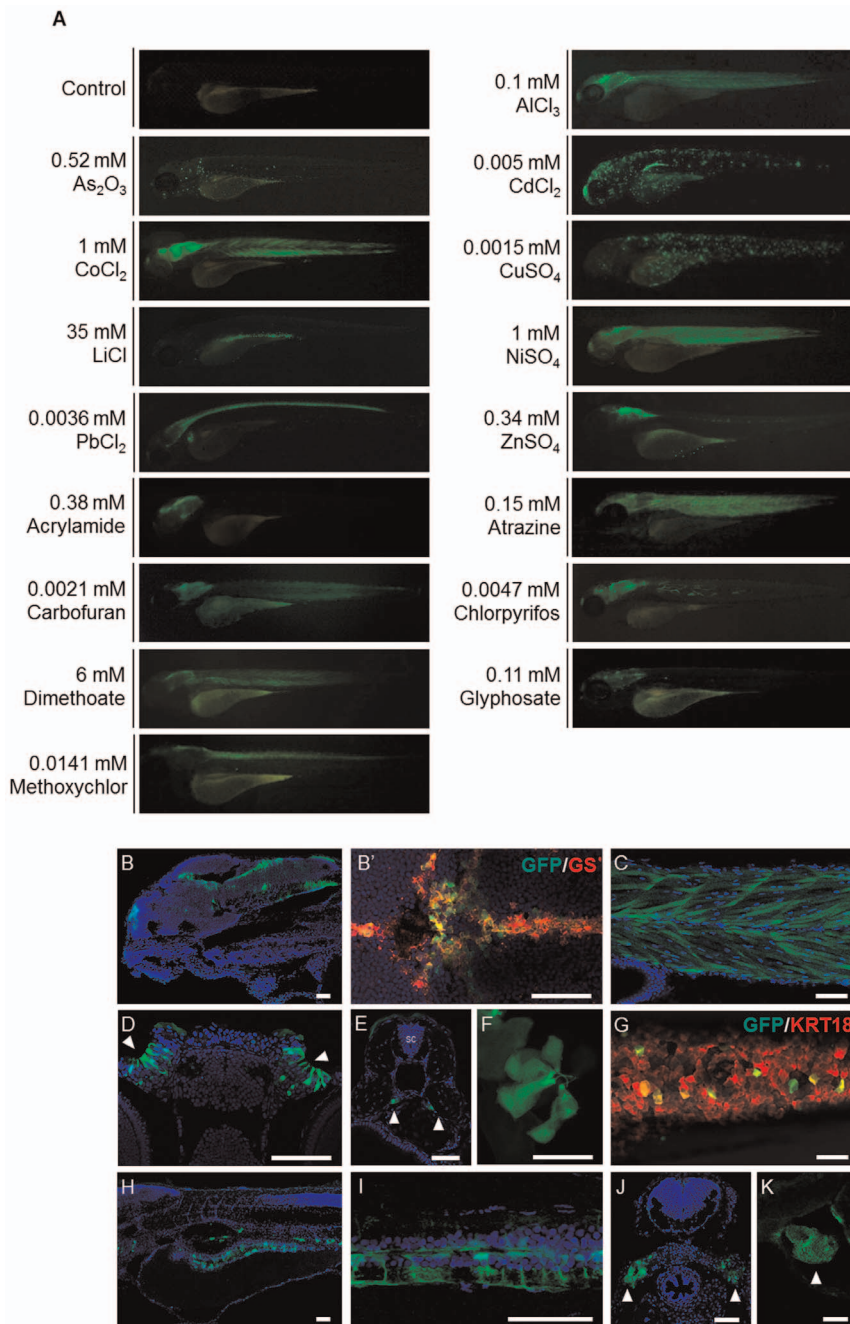 A
Control
0.52 mM
As2O3
1 mM
CoCl2
35 mM
LiCl
0.0036 mM
PbCl2
0.38 mM
Acrylamide
0.0021 mM
Carbofuran
6 mM
Dimethoate
0.0141 mM
Methoxychlor
0.1 mM
AlCl3
0.005 mM
CdCl2
0.0015 mM
CuSO4
1 mM
NiSO4
0.34 mM
ZnSO4
0.15 mM
Atrazine
0.0047 mM
Chlorpyrifos
0.11 mM
Glyphosate
B
B’ GFP/GS
C
D
E
sc
F
G GFP/KRT18
H
I
J
K